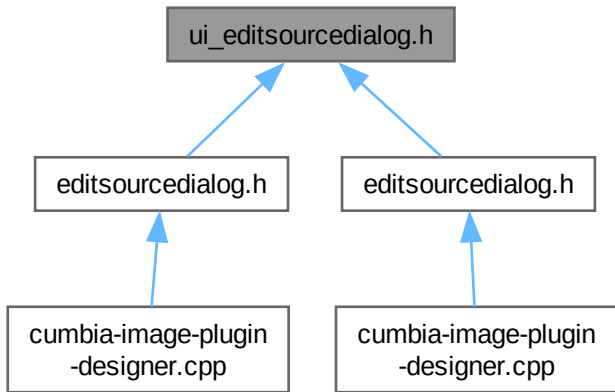 ui_editsourcedialog.h
editsourcedialog.h
editsourcedialog.h
cumbia-image-plugin
-designer.cpp
cumbia-image-plugin
-designer.cpp